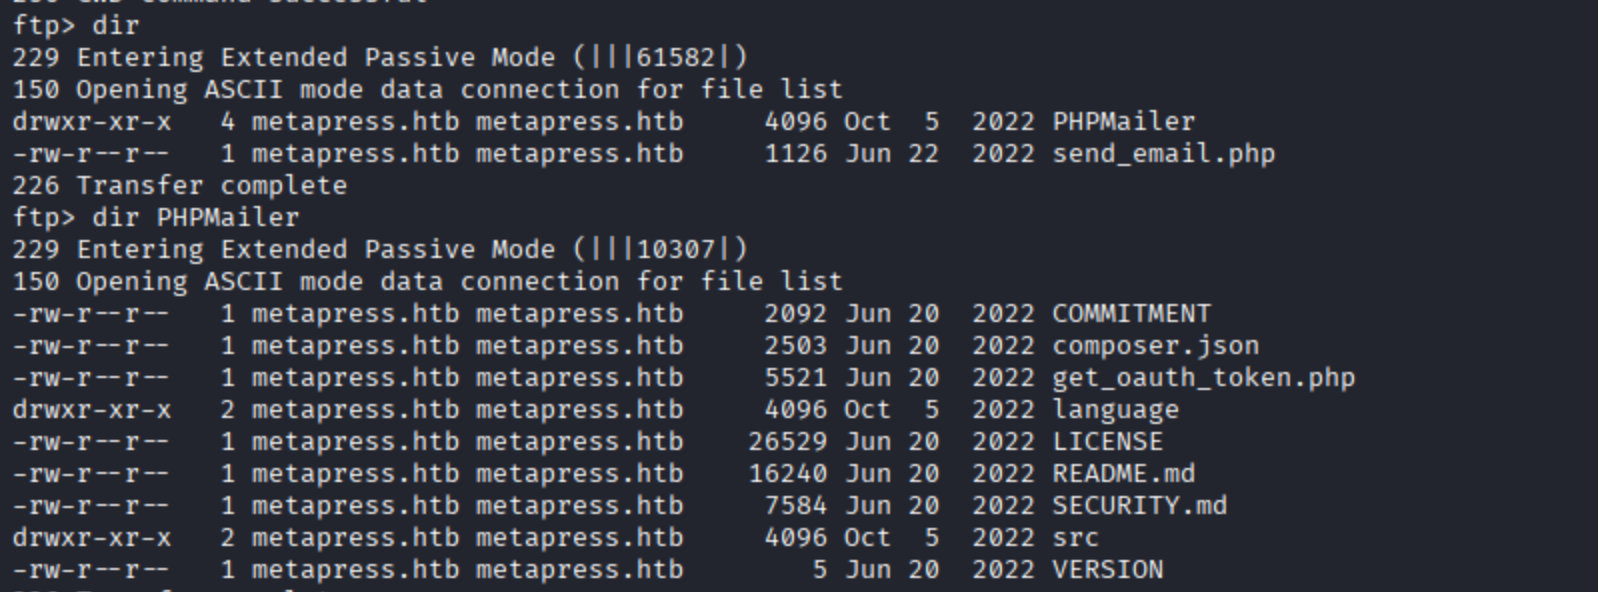 ftp> dir
229 Entering Extended Passive Mode (|||61582|)
150 Opening ASCII mode data connection for file list
drwxr-xr-x   4 metapress.htb metapress.htb     4096 Oct  5  2022 PHPMailer
-rw-r--r--   1 metapress.htb metapress.htb     1126 Jun 22  2022 send_email.php
226 Transfer complete
ftp> dir PHPMailer
229 Entering Extended Passive Mode (|||10307|)
150 Opening ASCII mode data connection for file list
-rw-r--r--   1 metapress.htb metapress.htb     2092 Jun 20  2022 COMMITMENT
-rw-r--r--   1 metapress.htb metapress.htb     2503 Jun 20  2022 composer.json
-rw-r--r--   1 metapress.htb metapress.htb     5521 Jun 20  2022 get_oauth_token.php
drwxr-xr-x   2 metapress.htb metapress.htb     4096 Oct  5  2022 language
-rw-r--r--   1 metapress.htb metapress.htb    26529 Jun 20  2022 LICENSE
-rw-r--r--   1 metapress.htb metapress.htb    16240 Jun 20  2022 README.md
-rw-r--r--   1 metapress.htb metapress.htb     7584 Jun 20  2022 SECURITY.md
drwxr-xr-x   2 metapress.htb metapress.htb     4096 Oct  5  2022 src
-rw-r--r--   1 metapress.htb metapress.htb        5 Jun 20  2022 VERSION